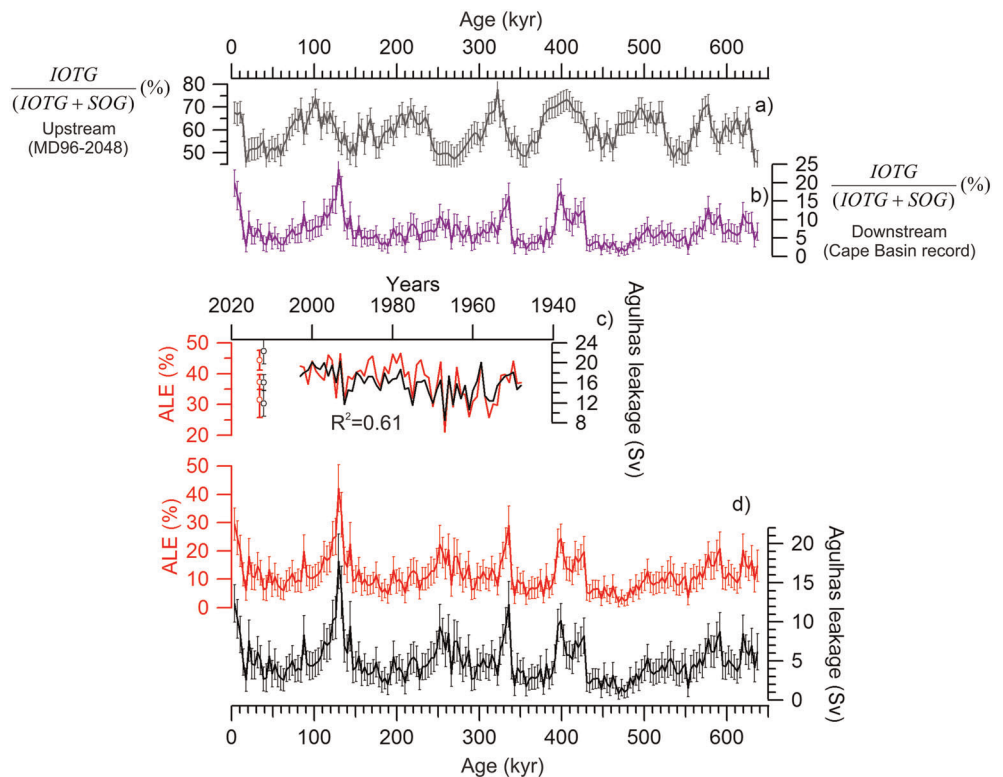 Age (kyr)
0 100 200 300 400 500 600
IOTG
(IOTG + SOG)
(%)
Upstream
(MD96-2048)
80
70
60
50
a)
25
20
15
10
5
0
b)
IOTG
(IOTG + SOG)
(%)
Downstream
(Cape Basin record)
Years
2020 2000 1980 1960 1940
c)
ALE (%)
50
40
30
20
24
20
16
12
8
Agulhas leakage (Sv)
R²=0.61
d)
ALE (%)
50
40
30
20
10
0
20
15
10
5
0
Agulhas leakage (Sv)
0 100 200 300 400 500 600
Age (kyr)